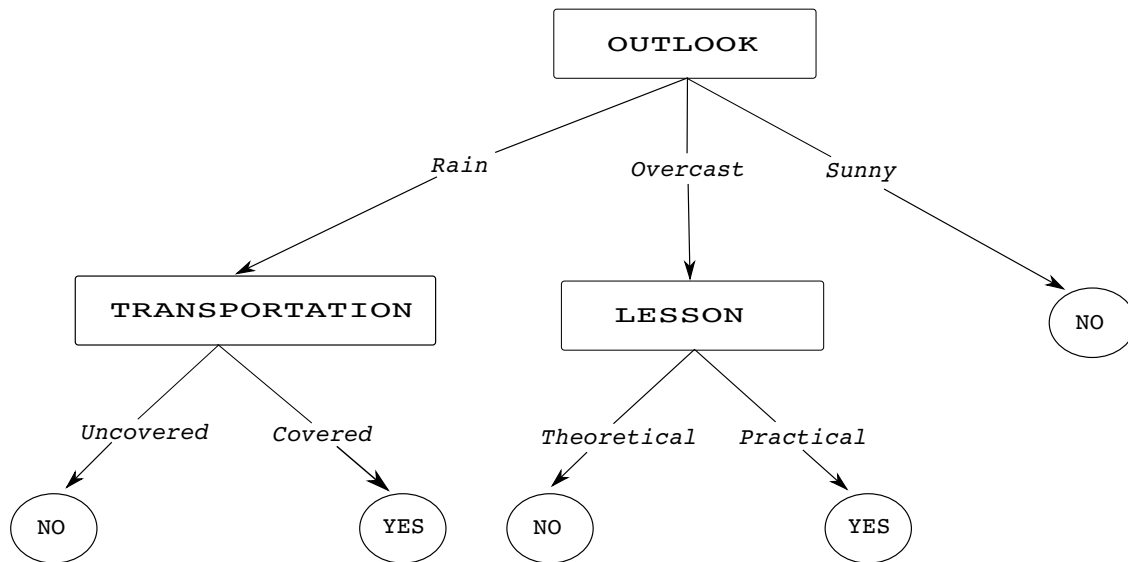 OUTLOOK
Rain
Overcast
Sunny
TRANSPORTATION
LESSON
NO
Uncovered
Covered
Theoretical
Practical
NO
YES
NO
YES